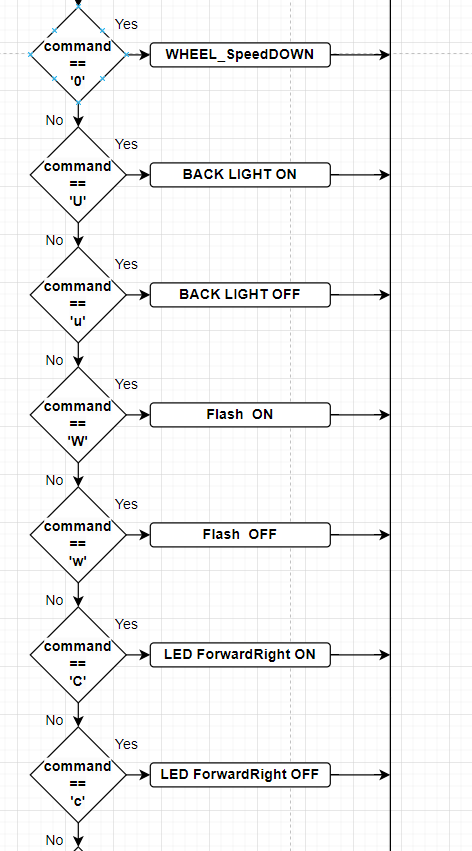 Yes
command
==
'0'
WHEEL_SpeedDOWN
No
Yes
command
==
'U'
BACK LIGHT ON
No
Yes
command
==
'u'
BACK LIGHT OFF
No
Yes
command
==
'W'
Flash ON
No
Yes
command
==
'w'
Flash OFF
No
Yes
command
==
'C'
LED ForwardRight ON
No
Yes
command
==
'c'
LED ForwardRight OFF
No